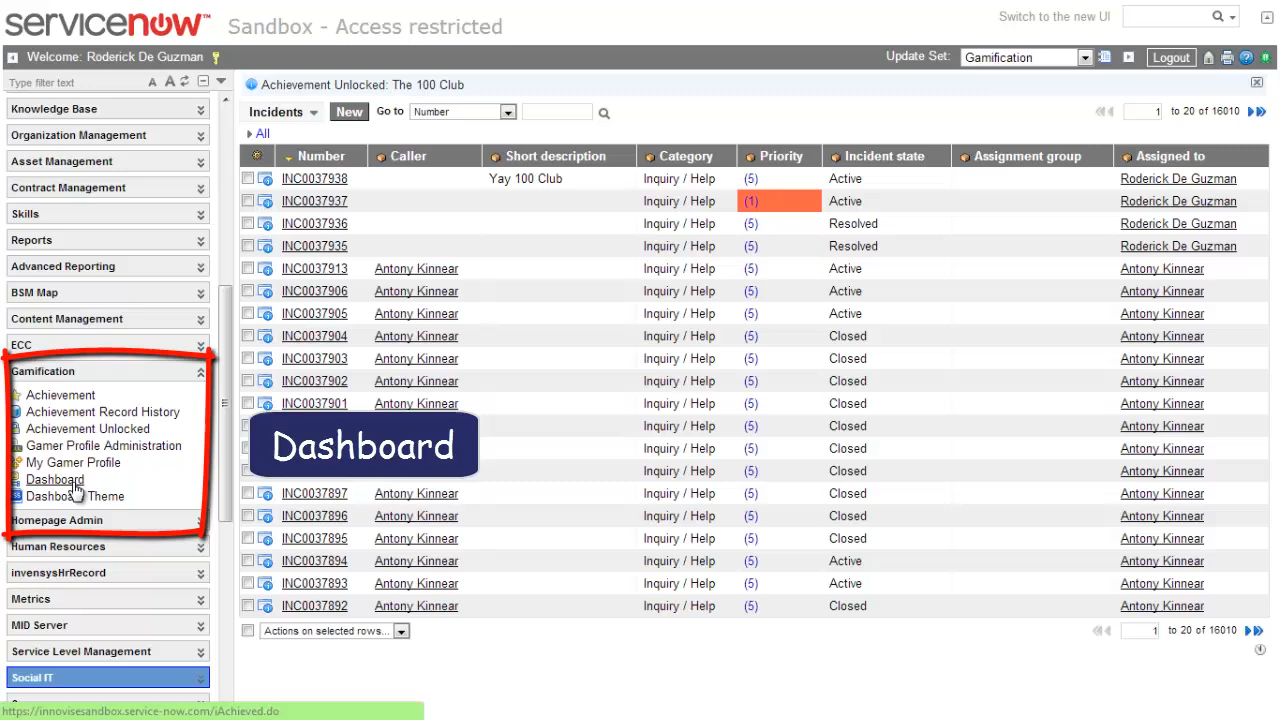 servicenow™ Sandbox - Access restricted
Switch to the new UI
Welcome: Roderick De Guzman
Update Set: Gamification Logout
Type filter text A A
Knowledge Base
Organization Management
Asset Management
Contract Management
Skills
Reports
Advanced Reporting
BSM Map
Content Management
ECC
Gamification
Achievement
Achievement Record History
Achievement Unlocked
Gamer Profile Administration
My Gamer Profile
Dashboard
Theme
Homepage Admin
Human Resources
invensysHrRecord
Metrics
MID Server
Service Level Management
Social IT
https://innovisesandbox.service-now.com/iAchieved.do
Achievement Unlocked: The 100 Club
Incidents New Go to Number 1 to 20 of 16010
All
Number Caller Short description Category Priority Incident state Assignment group Assigned to
INC0037938 Yay 100 Club Inquiry / Help (5) Active Roderick De Guzman
INC0037937 Inquiry / Help (1) Active Roderick De Guzman
INC0037936 Inquiry / Help (5) Resolved Roderick De Guzman
INC0037935 Inquiry / Help (5) Resolved Roderick De Guzman
INC0037913 Antony Kinnear Inquiry / Help (5) Active Antony Kinnear
INC0037906 Antony Kinnear Inquiry / Help (5) Active Antony Kinnear
INC0037905 Antony Kinnear Inquiry / Help (5) Active Antony Kinnear
INC0037904 Antony Kinnear Inquiry / Help (5) Closed Antony Kinnear
INC0037903 Antony Kinnear Inquiry / Help (5) Closed Antony Kinnear
INC0037902 Antony Kinnear Inquiry / Help (5) Closed Antony Kinnear
INC0037901 Antony Kinnear Inquiry / Help (5) Closed Antony Kinnear
Inquiry / Help (5) Closed Antony Kinnear
Dashboard
Inquiry / Help (5) Closed Antony Kinnear
Inquiry / Help (5) Closed Antony Kinnear
INC0037897 Antony Kinnear Inquiry / Help (5) Closed Antony Kinnear
INC0037896 Antony Kinnear Inquiry / Help (5) Closed Antony Kinnear
INC0037895 Antony Kinnear Inquiry / Help (5) Closed Antony Kinnear
INC0037894 Antony Kinnear Inquiry / Help (5) Active Antony Kinnear
INC0037893 Antony Kinnear Inquiry / Help (5) Active Antony Kinnear
INC0037892 Antony Kinnear Inquiry / Help (5) Closed Antony Kinnear
Actions on selected rows... 1 to 20 of 16010